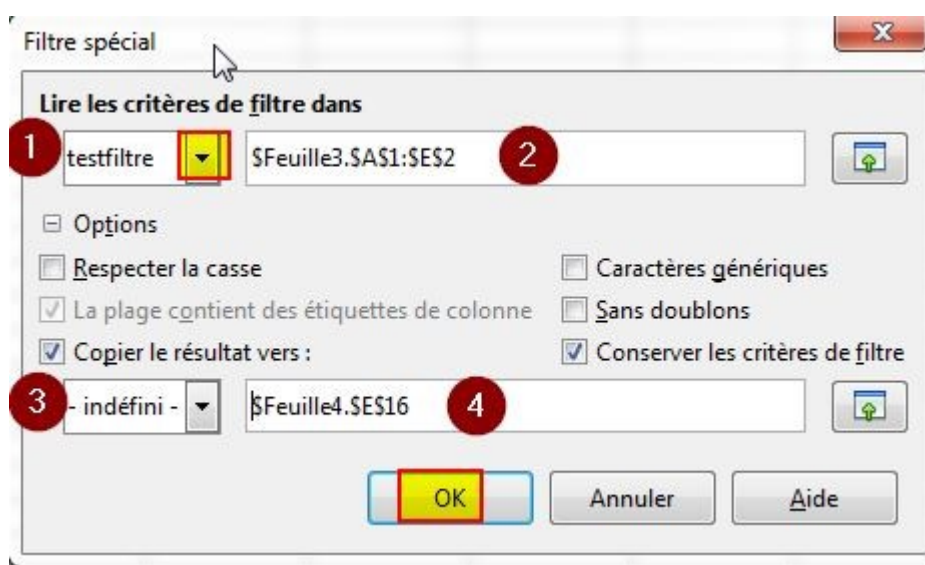 Filtre spécial
Lire les critères de filtre dans
1 testfiltre $Feuille3.$A$1:$E$2 2
Options
Respecter la casse Caractères génériques
La plage contient des étiquettes de colonne Sans doublons
Copier le résultat vers : Conserver les critères de filtre
3 - indéfini - $Feuille4.$E$16 4
OK Annuler Aide